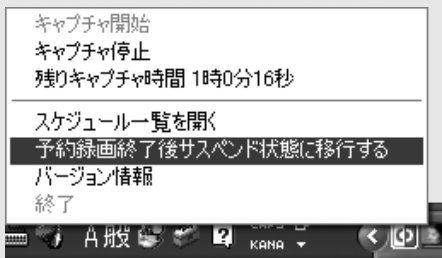 キャプチャ開始
キャプチャ停止
残りキャプチャ時間 1時0分16秒
スケジュール一覧を開く
予約録画終了後サスペンド状態に移行する
バージョン情報
終了
A 般
KANA